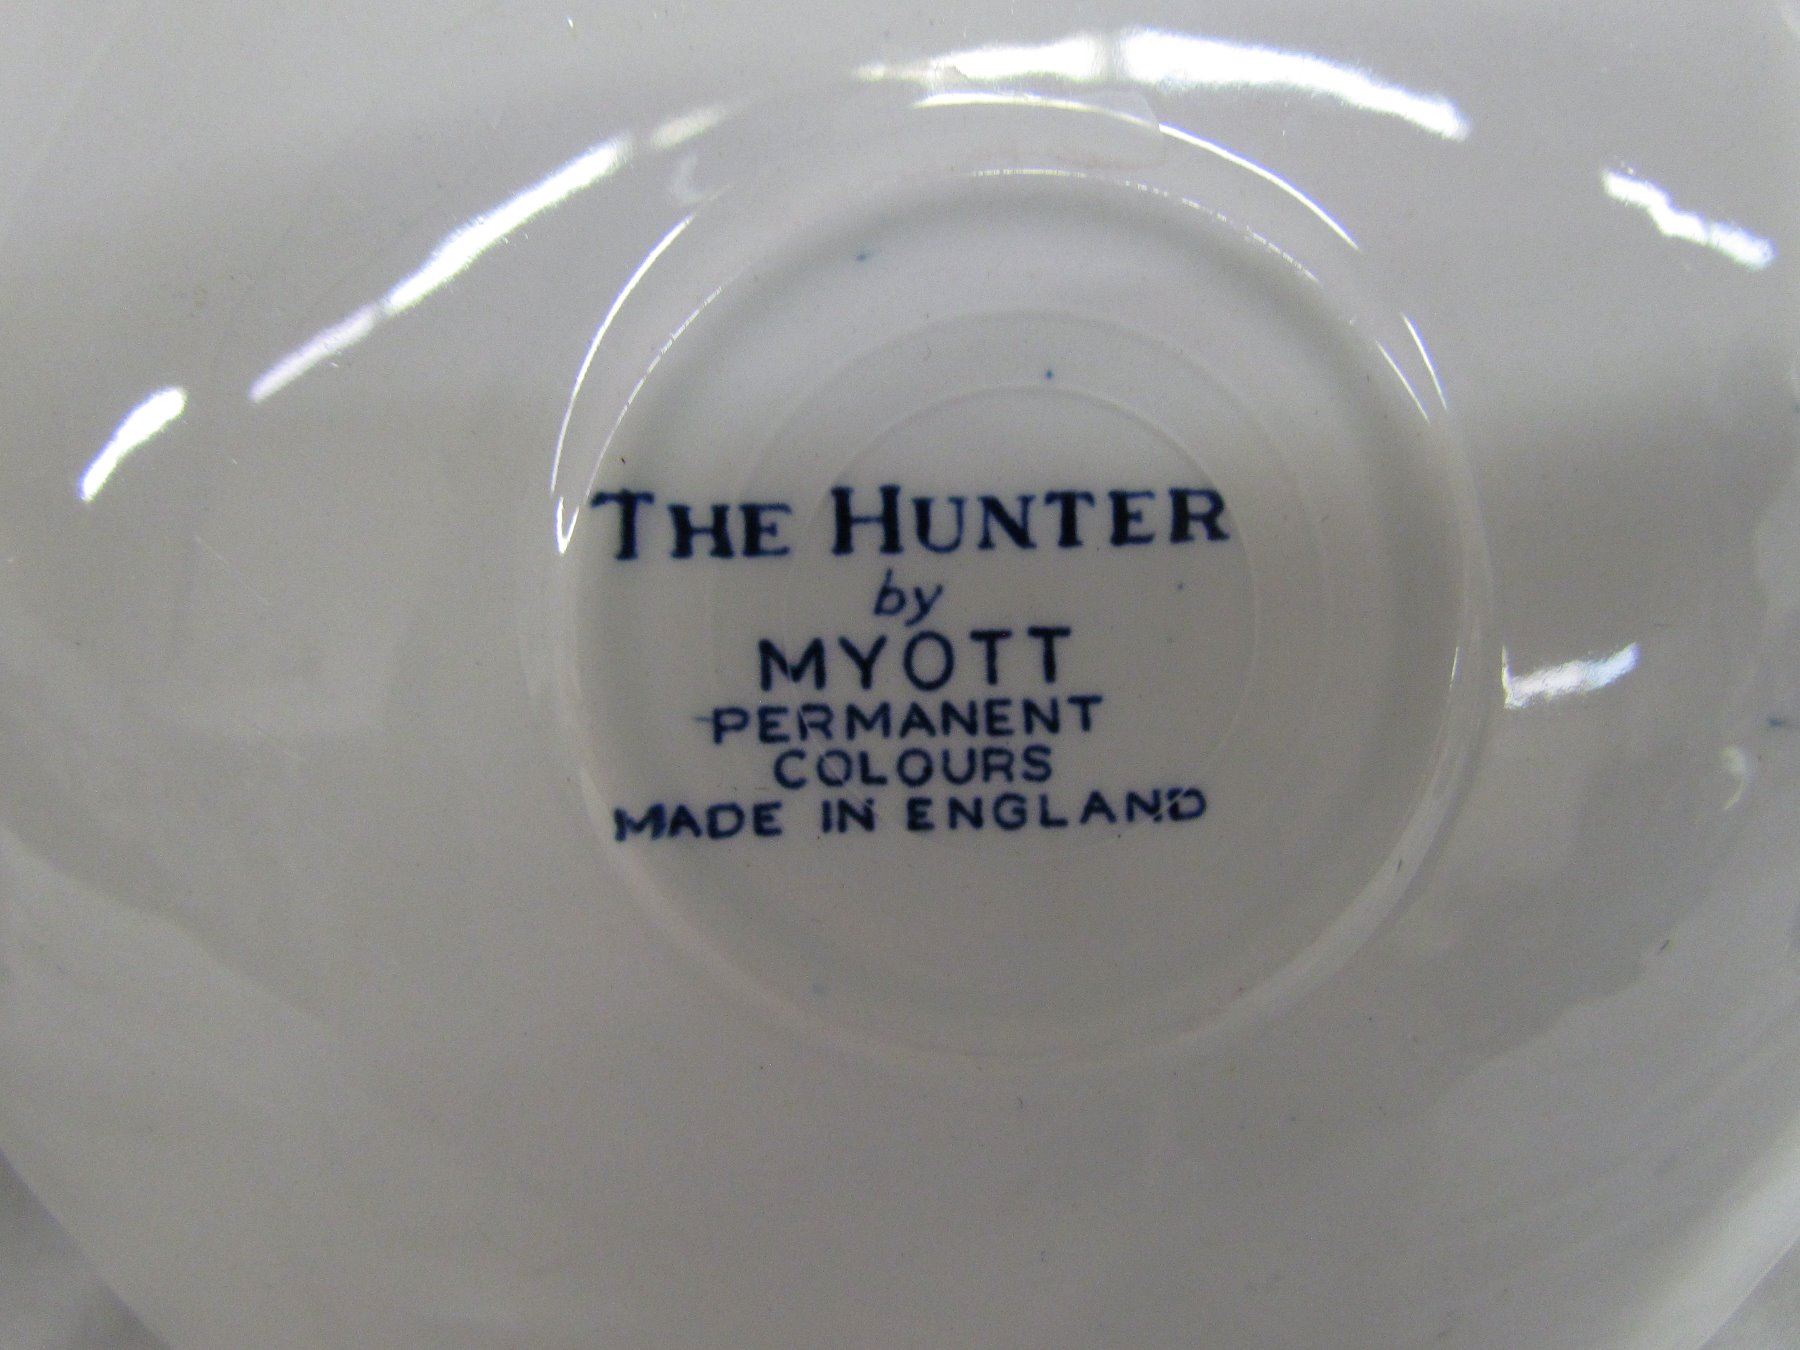 THE HUNTER
by
MYOTT
PERMANENT
COLOURS
MADE IN ENGLAND